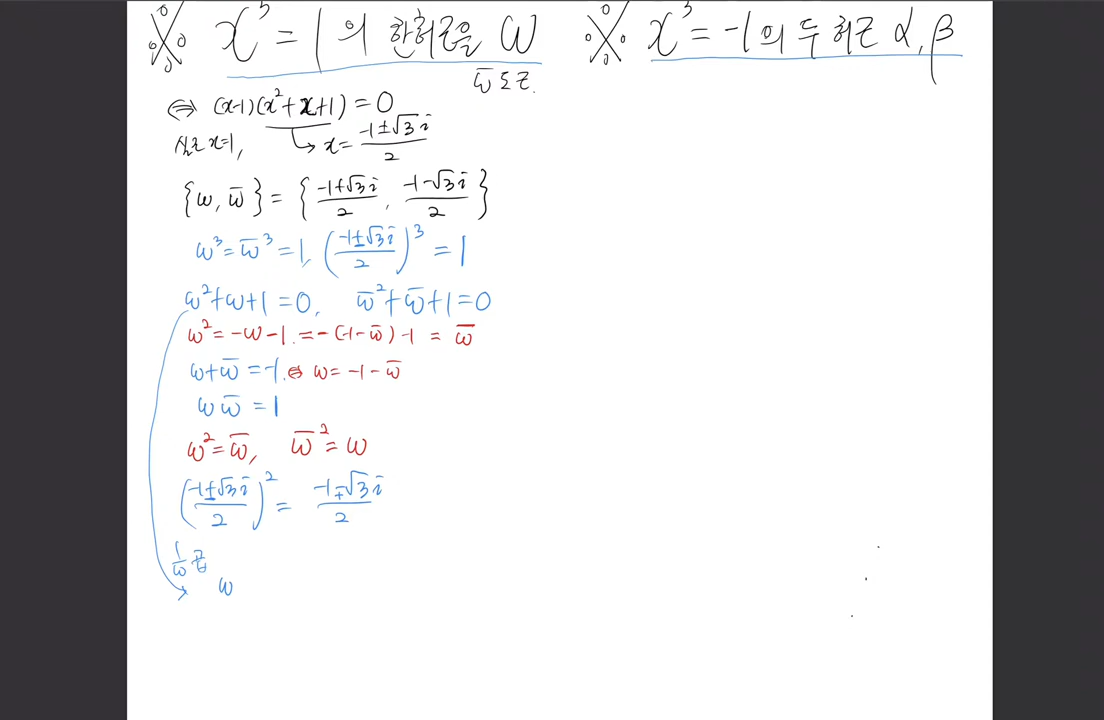 ※ x³ = 1의 한허근을 ω
ω̄도 근.
⇔ (x-1)(x²+x+1) = 0
실근 x=1, → x = (-1±√3i)/2
{ω, ω̄} = {(-1+√3i)/2, (-1-√3i)/2}
ω³ = ω̄³ = 1, ((-1±√3i)/2)³ = 1
ω²+ω+1 = 0, ω̄²+ω̄+1 = 0
ω² = -ω-1. = -(-1-ω̄)-1 = ω̄
ω+ω̄ = -1. ⇔ ω = -1-ω̄
ωω̄ = 1
ω² = ω̄, ω̄² = ω
((-1±√3i)/2)² = (-1∓√3i)/2
1/ω 곱
ω
※ x³ = -1의 두 허근 α, β